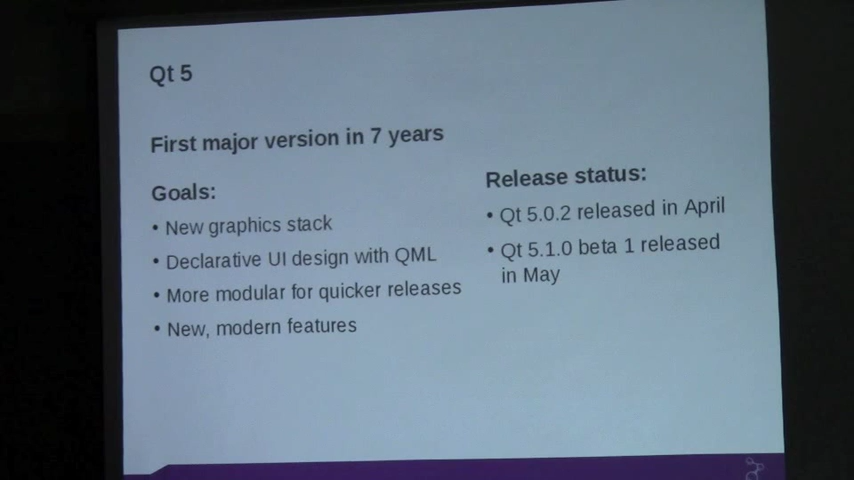 Qt 5
First major version in 7 years
Goals:
• New graphics stack
• Declarative UI design with QML
• More modular for quicker releases
• New, modern features
Release status:
• Qt 5.0.2 released in April
• Qt 5.1.0 beta 1 released
in May